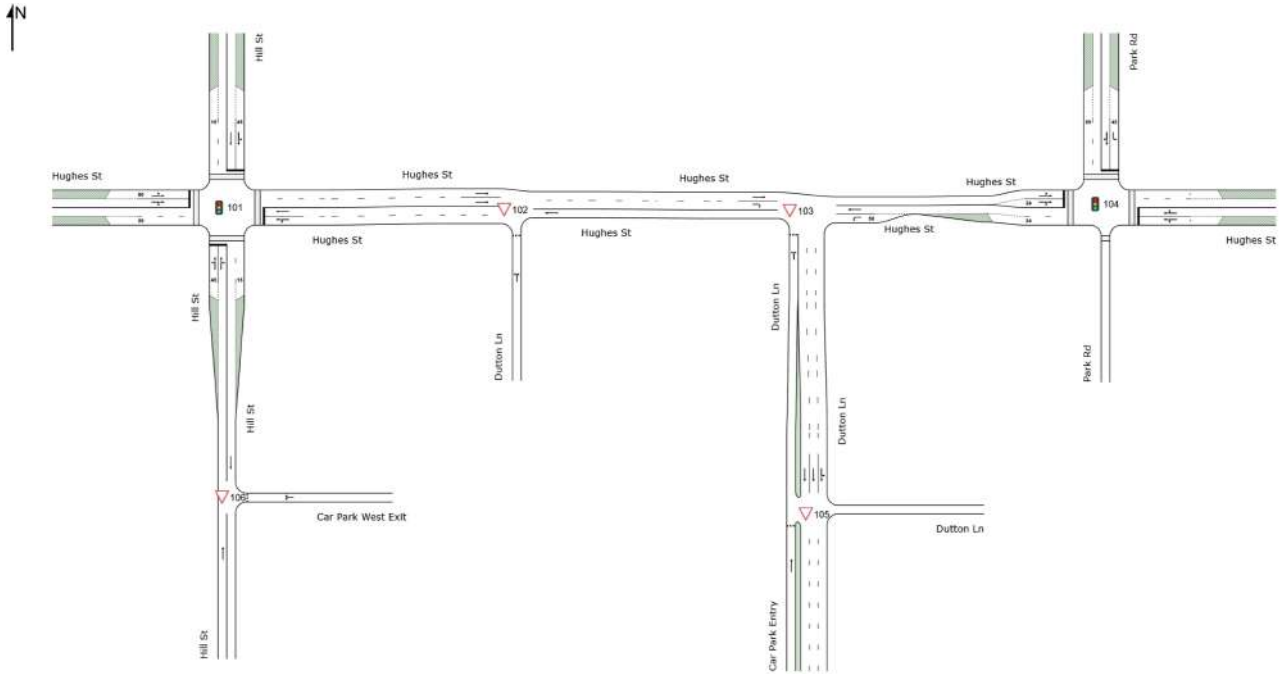 N
Hill St
Park Rd
Hughes St
Hughes St
Hughes St
Hughes St
101
102
103
104
Hughes St
Hughes St
Hughes St
Hughes St
Hill St
Dutton Ln
Dutton Ln
Park Rd
Hill St
Dutton Ln
106
Car Park West Exit
105
Dutton Ln
Hill St
Car Park Entry